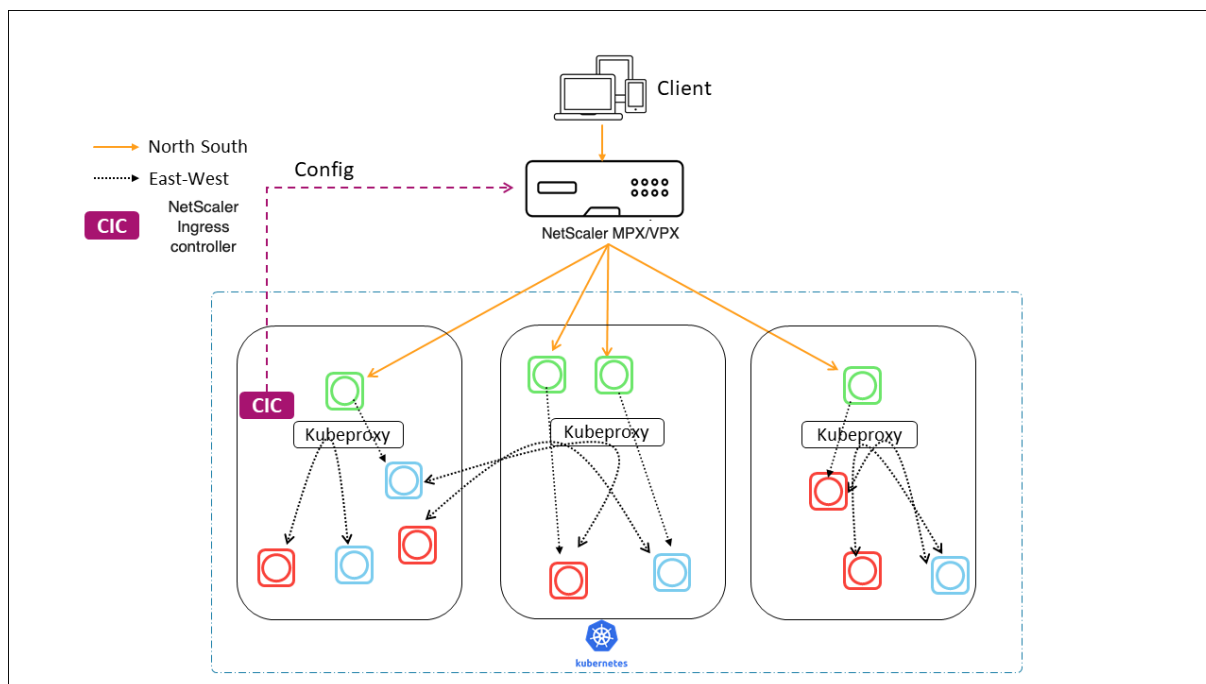 Client
North South
Config
East-West
CIC
NetScaler
Ingress
controller
NetScaler MPX/VPX
CIC
Kubeproxy
Kubeproxy
Kubeproxy
kubernetes